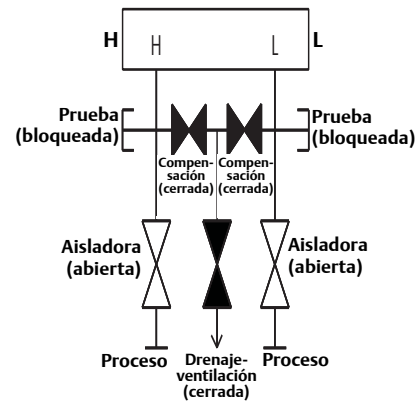 H H L L
Prueba
(bloqueada)
Prueba
(bloqueada)
Compen-
sación
(cerrada)
Compen-
sación
(cerrada)
Aisladora
(abierta)
Aisladora
(abierta)
Proceso
Drenaje-
ventilación
(cerrada)
Proceso